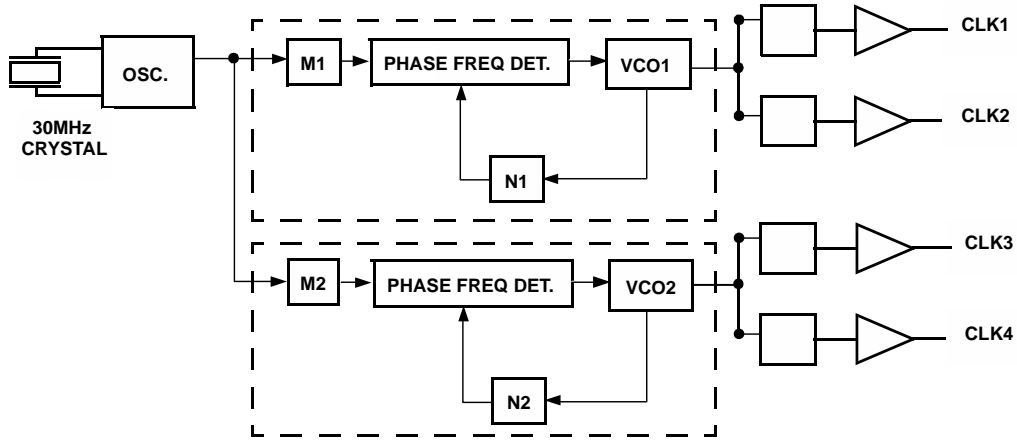 CLK1
M1
PHASE FREQ DET.
VCO1
OSC.
30MHz
CRYSTAL
CLK2
N1
CLK3
M2
PHASE FREQ DET.
VCO2
CLK4
N2